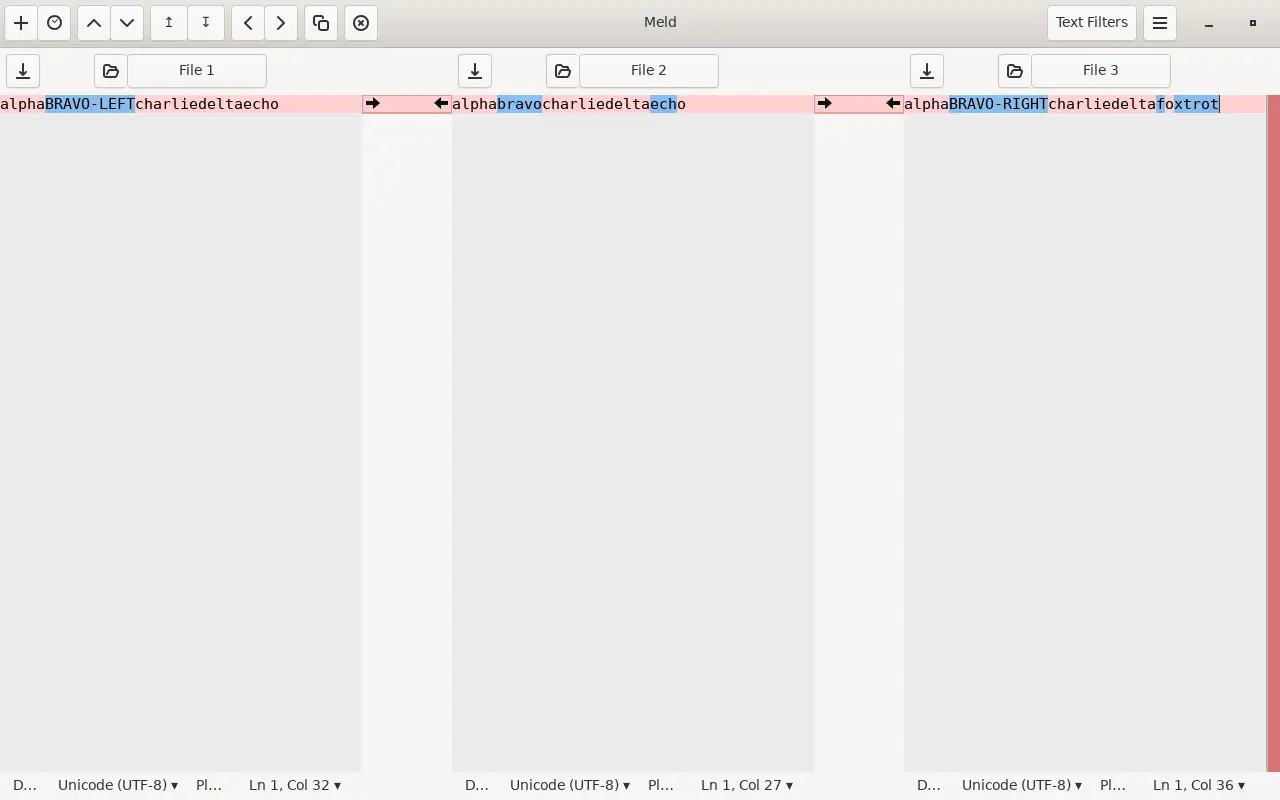 Meld
Text Filters
File 1
File 2
File 3
alphaBRAVO-LEFTcharliedeltaecho
alphabravocharliedeltaecho
alphaBRAVO-RIGHTcharliedeltafoxtrot
D… Unicode (UTF-8) ▾ Pl… Ln 1, Col 32 ▾
D… Unicode (UTF-8) ▾ Pl… Ln 1, Col 27 ▾
D… Unicode (UTF-8) ▾ Pl… Ln 1, Col 36 ▾